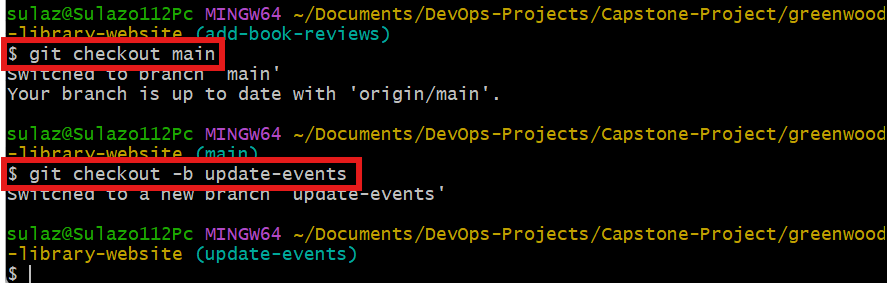 sulaz@Sulazo112Pc MINGW64 ~/Documents/DevOps-Projects/Capstone-Project/greenwood
-library-website (add-book-reviews)
$ git checkout main
Switched to branch 'main'
Your branch is up to date with 'origin/main'.
sulaz@Sulazo112Pc MINGW64 ~/Documents/DevOps-Projects/Capstone-Project/greenwood
-library-website (main)
$ git checkout -b update-events
Switched to a new branch 'update-events'
sulaz@Sulazo112Pc MINGW64 ~/Documents/DevOps-Projects/Capstone-Project/greenwood
-library-website (update-events)
$